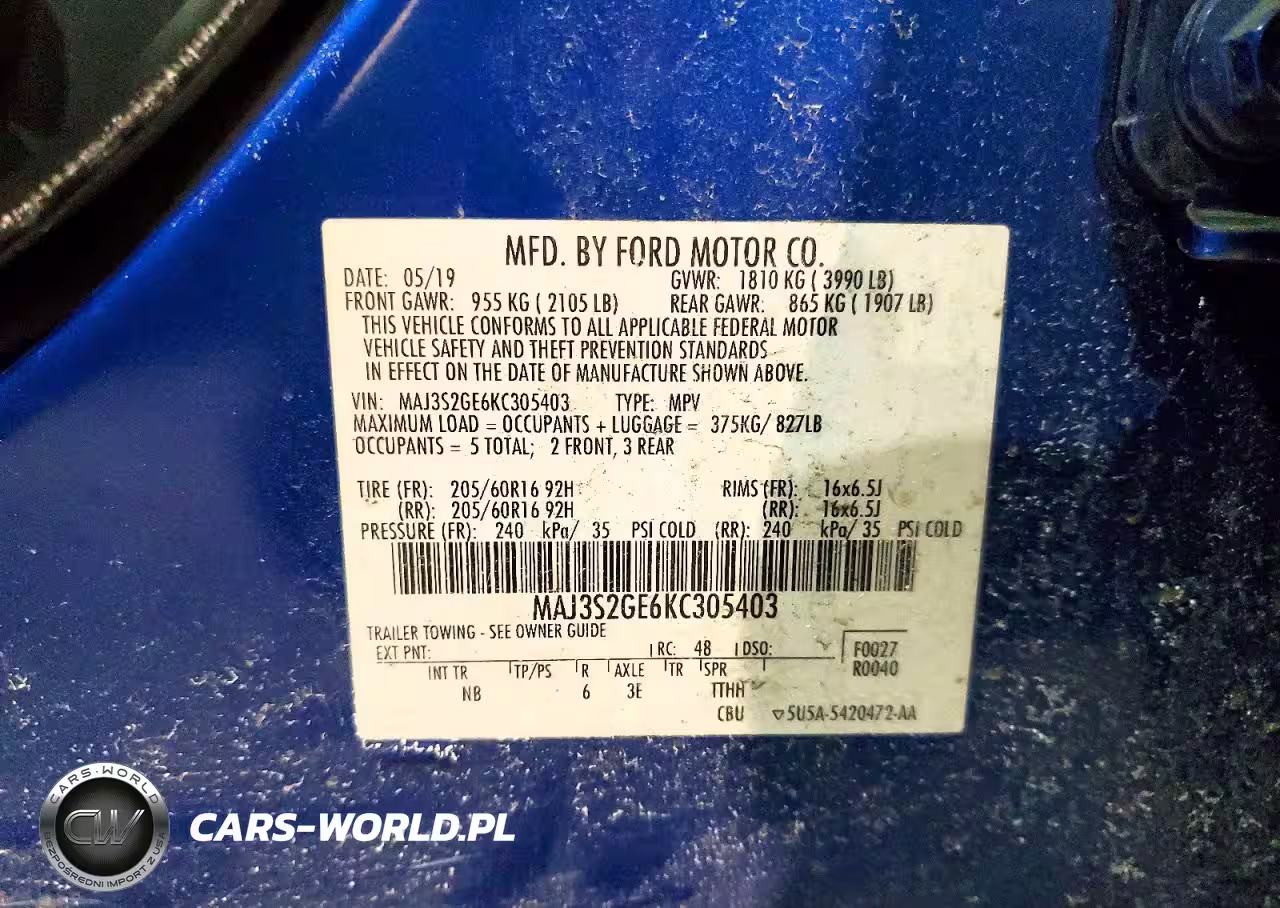 MFD. BY FORD MOTOR CO.
DATE: 05/19 GVWR: 1810 KG ( 3990 LB)
FRONT GAWR: 955 KG ( 2105 LB) REAR GAWR: 865 KG ( 1907 LB)
THIS VEHICLE CONFORMS TO ALL APPLICABLE FEDERAL MOTOR
VEHICLE SAFETY AND THEFT PREVENTION STANDARDS
IN EFFECT ON THE DATE OF MANUFACTURE SHOWN ABOVE.
VIN: MAJ3S2GE6KC305403 TYPE: MPV
MAXIMUM LOAD = OCCUPANTS + LUGGAGE = 375KG/ 827LB
OCCUPANTS = 5 TOTAL; 2 FRONT, 3 REAR
TIRE (FR): 205/60R16 92H RIMS (FR): 16x6.5J
(RR): 205/60R16 92H (RR): 16x6.5J
PRESSURE (FR): 240 kPa/ 35 PSI COLD (RR): 240 kPa/ 35 PSI COLD
MAJ3S2GE6KC305403
TRAILER TOWING - SEE OWNER GUIDE
EXT PNT: RC: 48 DSO: F0027
INT TR TP/PS R AXLE TR SPR R0040
NB 6 3E TTHH
CBU ▽5U5A-5420472-AA
CARS-WORLD
CW
BEZPOŚREDNI IMPORT Z USA
CARS-WORLD.PL